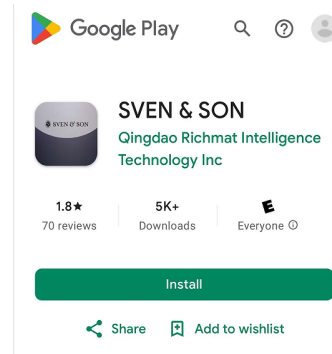 Google Play
SVEN & SON
SVEN & SON
Qingdao Richmat Intelligence
Technology Inc
1.8★
70 reviews
5K+
Downloads
E
Everyone
Install
Share
Add to wishlist